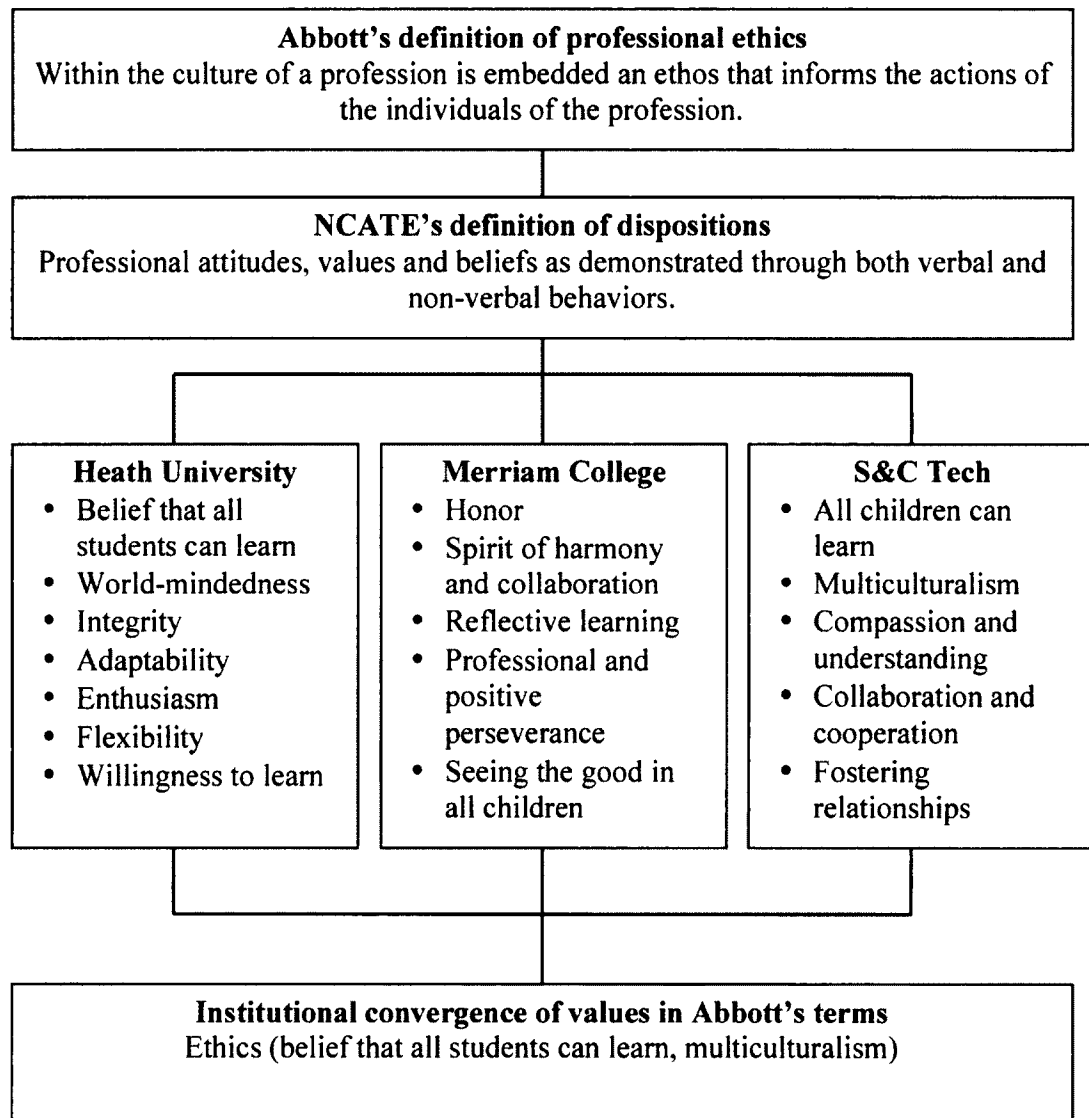 Abbott's definition of professional ethics
Within the culture of a profession is embedded an ethos that informs the actions of
the individuals of the profession.
NCATE's definition of dispositions
Professional attitudes, values and beliefs as demonstrated through both verbal and
non-verbal behaviors.
Heath University
• Belief that all
students can learn
• World-mindedness
• Integrity
• Adaptability
• Enthusiasm
• Flexibility
• Willingness to learn
Merriam College
• Honor
• Spirit of harmony
and collaboration
• Reflective learning
• Professional and
positive
perseverance
• Seeing the good in
all children
S&C Tech
• All children can
learn
• Multiculturalism
• Compassion and
understanding
• Collaboration and
cooperation
• Fostering
relationships
Institutional convergence of values in Abbott's terms
Ethics (belief that all students can learn, multiculturalism)